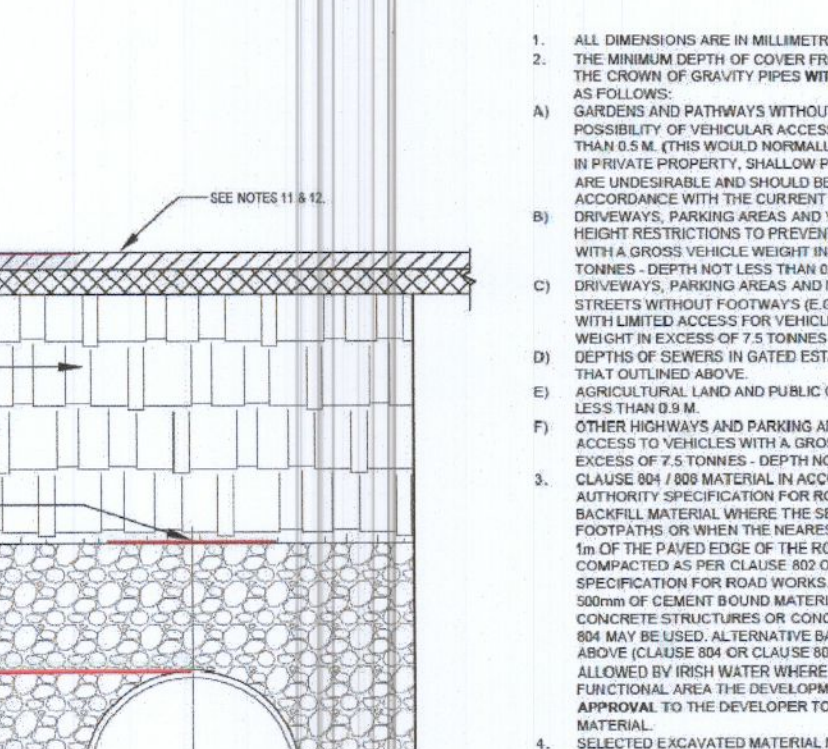 SEE NOTES 11 & 12.
1. ALL DIMENSIONS ARE IN MILLIMETR
2. THE MINIMUM DEPTH OF COVER FR
THE CROWN OF GRAVITY PIPES WIT
AS FOLLOWS:
A) GARDENS AND PATHWAYS WITHOUT
POSSIBILITY OF VEHICULAR ACCESS
THAN 0.5 M. (THIS WOULD NORMALL
IN PRIVATE PROPERTY, SHALLOW P
ARE UNDESIRABLE AND SHOULD BE
ACCORDANCE WITH THE CURRENT
B) DRIVEWAYS, PARKING AREAS AND Y
HEIGHT RESTRICTIONS TO PREVENT
WITH A GROSS VEHICLE WEIGHT IN
TONNES - DEPTH NOT LESS THAN 0
C) DRIVEWAYS, PARKING AREAS AND
STREETS WITHOUT FOOTWAYS (E.G
WITH LIMITED ACCESS FOR VEHICL
WEIGHT IN EXCESS OF 7.5 TONNES
D) DEPTHS OF SEWERS IN GATED EST
THAT OUTLINED ABOVE.
E) AGRICULTURAL LAND AND PUBLIC
LESS THAN 0.9 M.
F) OTHER HIGHWAYS AND PARKING A
ACCESS TO VEHICLES WITH A GROS
EXCESS OF 7.5 TONNES - DEPTH NO
3. CLAUSE 804 / 808 MATERIAL IN ACCO
AUTHORITY SPECIFICATION FOR RO
BACKFILL MATERIAL WHERE THE SE
FOOTPATHS OR WHEN THE NEARES
1m OF THE PAVED EDGE OF THE RO
COMPACTED AS PER CLAUSE 802 O
SPECIFICATION FOR ROAD WORKS.
500mm OF CEMENT BOUND MATERI
CONCRETE STRUCTURES OR CONC
804 MAY BE USED. ALTERNATIVE BA
ABOVE (CLAUSE 804 OR CLAUSE 80
ALLOWED BY IRISH WATER WHERE
FUNCTIONAL AREA THE DEVELOPM
APPROVAL TO THE DEVELOPER TO
MATERIAL.
4. SELECTED EXCAVATED MATERIAL